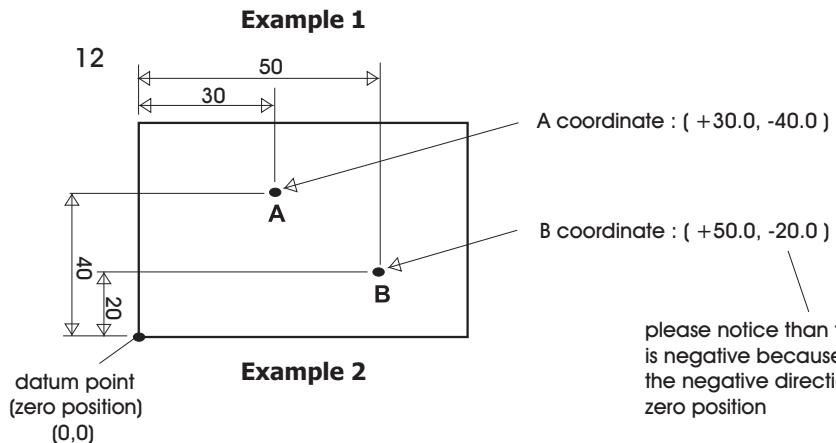 Example 1
12
50
30
A coordinate : ( +30.0, -40.0 )
A
B coordinate : ( +50.0, -20.0 )
40
20
B
please notice than
is negative because
the negative directi
zero position
datum point
(zero position)
(0,0)
Example 2